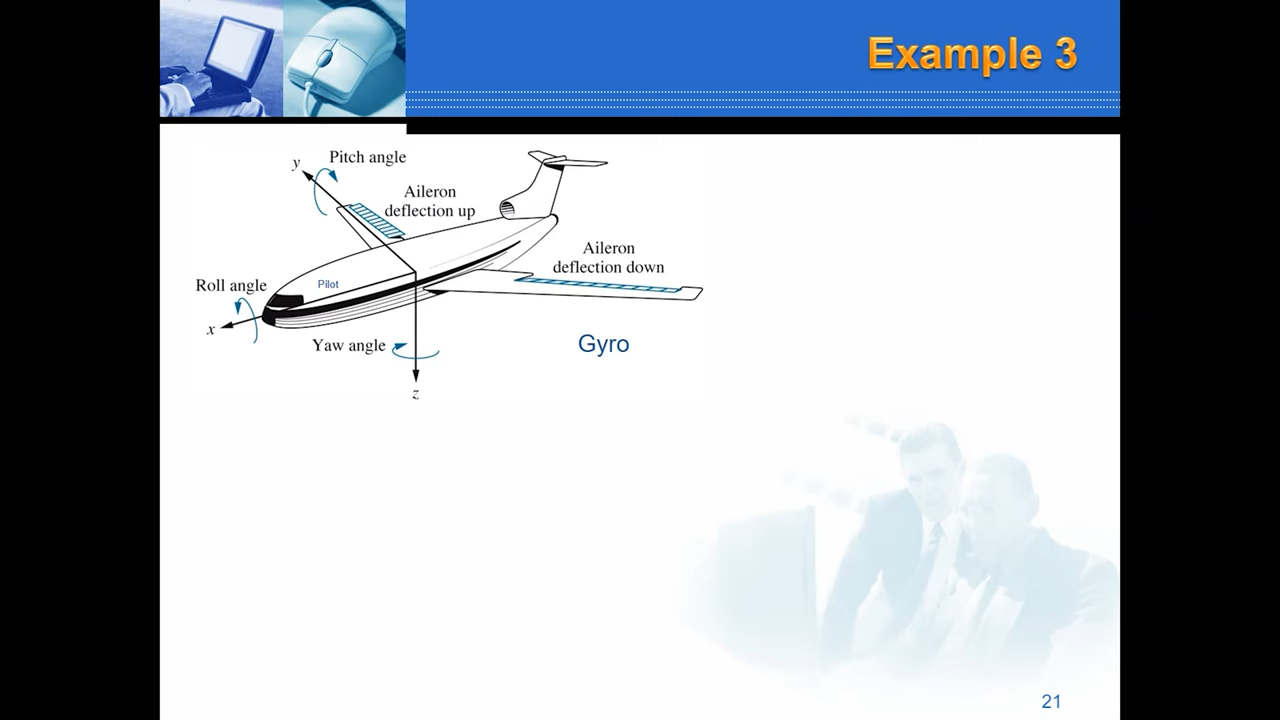 Example 3
y
Pitch angle
Aileron
deflection up
Aileron
deflection down
Roll angle
Pilot
x
Yaw angle
Gyro
z
21